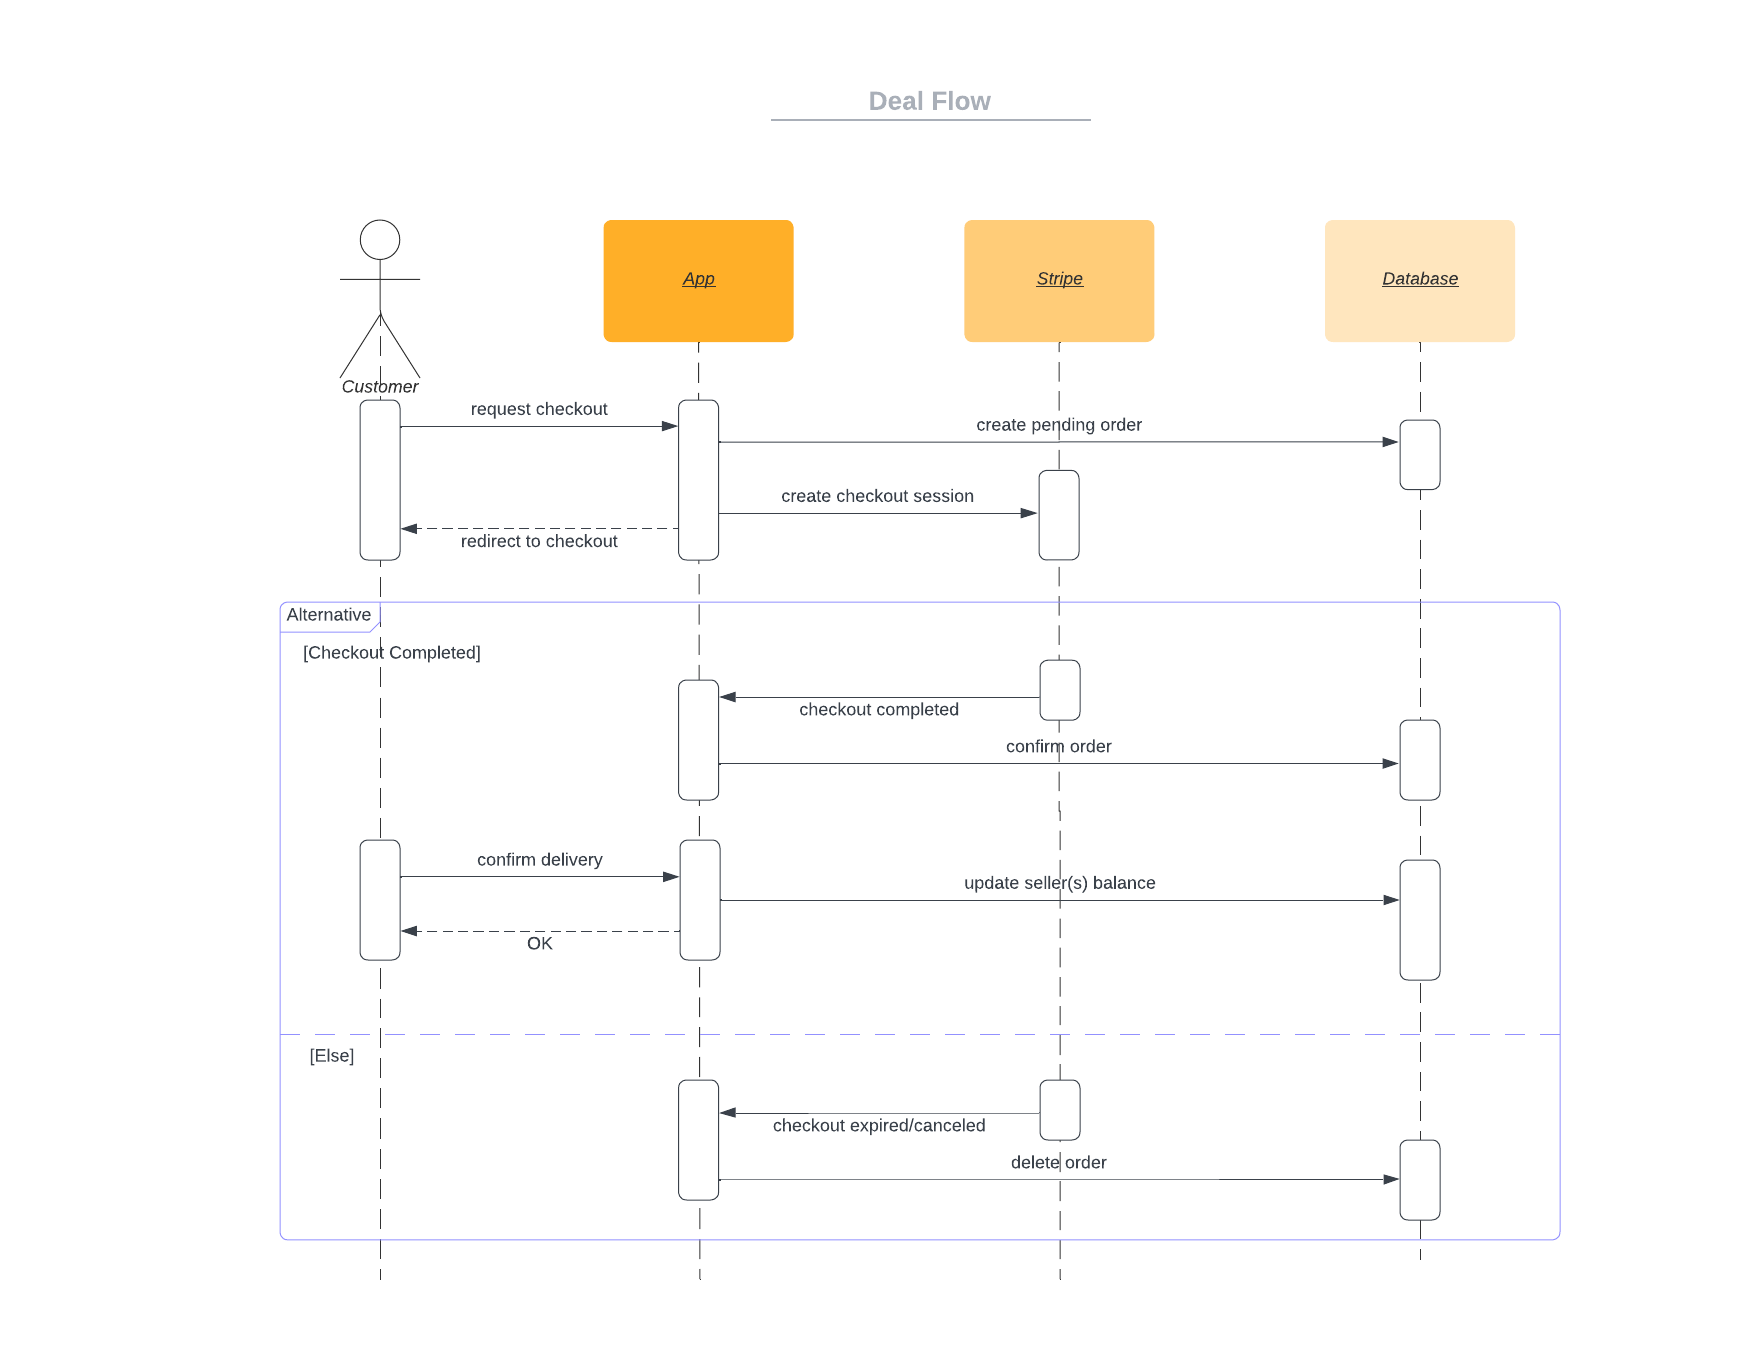 Deal Flow
App
Stripe
Database
Customer
request checkout
create pending order
create checkout session
redirect to checkout
Alternative
[Checkout Completed]
checkout completed
confirm order
confirm delivery
update seller(s) balance
OK
[Else]
checkout expired/canceled
delete order